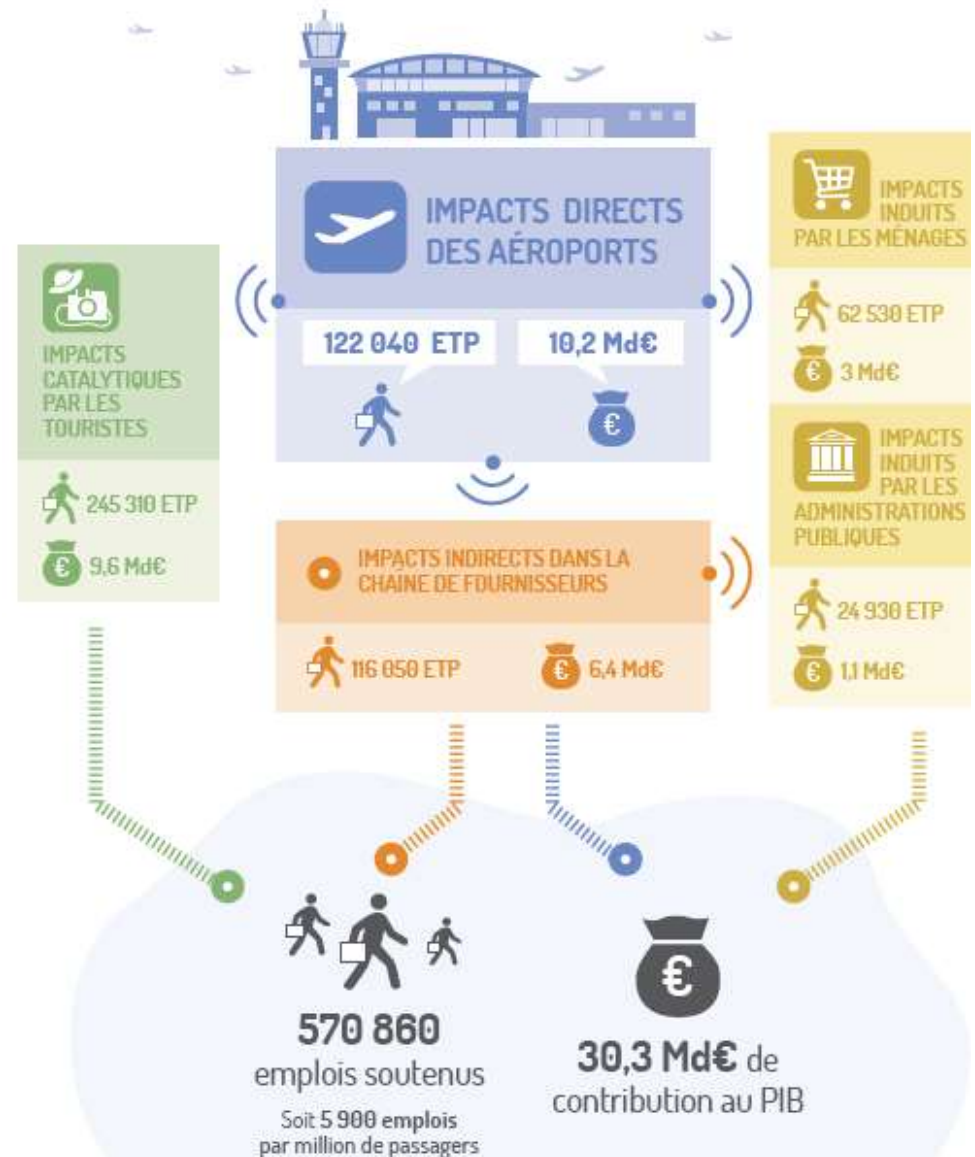 IMPACTS DIRECTS
DES AÉROPORTS
122 040 ETP
10,2 Md€
€
IMPACTS
CATALYTIQUES
PAR LES
TOURISTES
245 310 ETP
€
9,6 Md€
IMPACTS INDIRECTS DANS LA
CHAINE DE FOURNISSEURS
116 050 ETP
€
6,4 Md€
IMPACTS
INDUITS
PAR LES MÉNAGES
62 530 ETP
€
3 Md€
IMPACTS
INDUITS
PAR LES
ADMINISTRATIONS
PUBLIQUES
24 930 ETP
€
1,1 Md€
570 860
emplois soutenus
Soit 5 900 emplois
par million de passagers
€
30,3 Md€ de
contribution au PIB